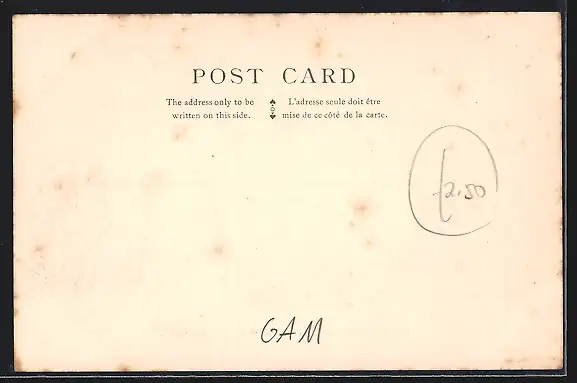 POST CARD
The address only to be
written on this side.
L'adresse seule doit être
mise de ce côté de la carte.
£2.50
GAM